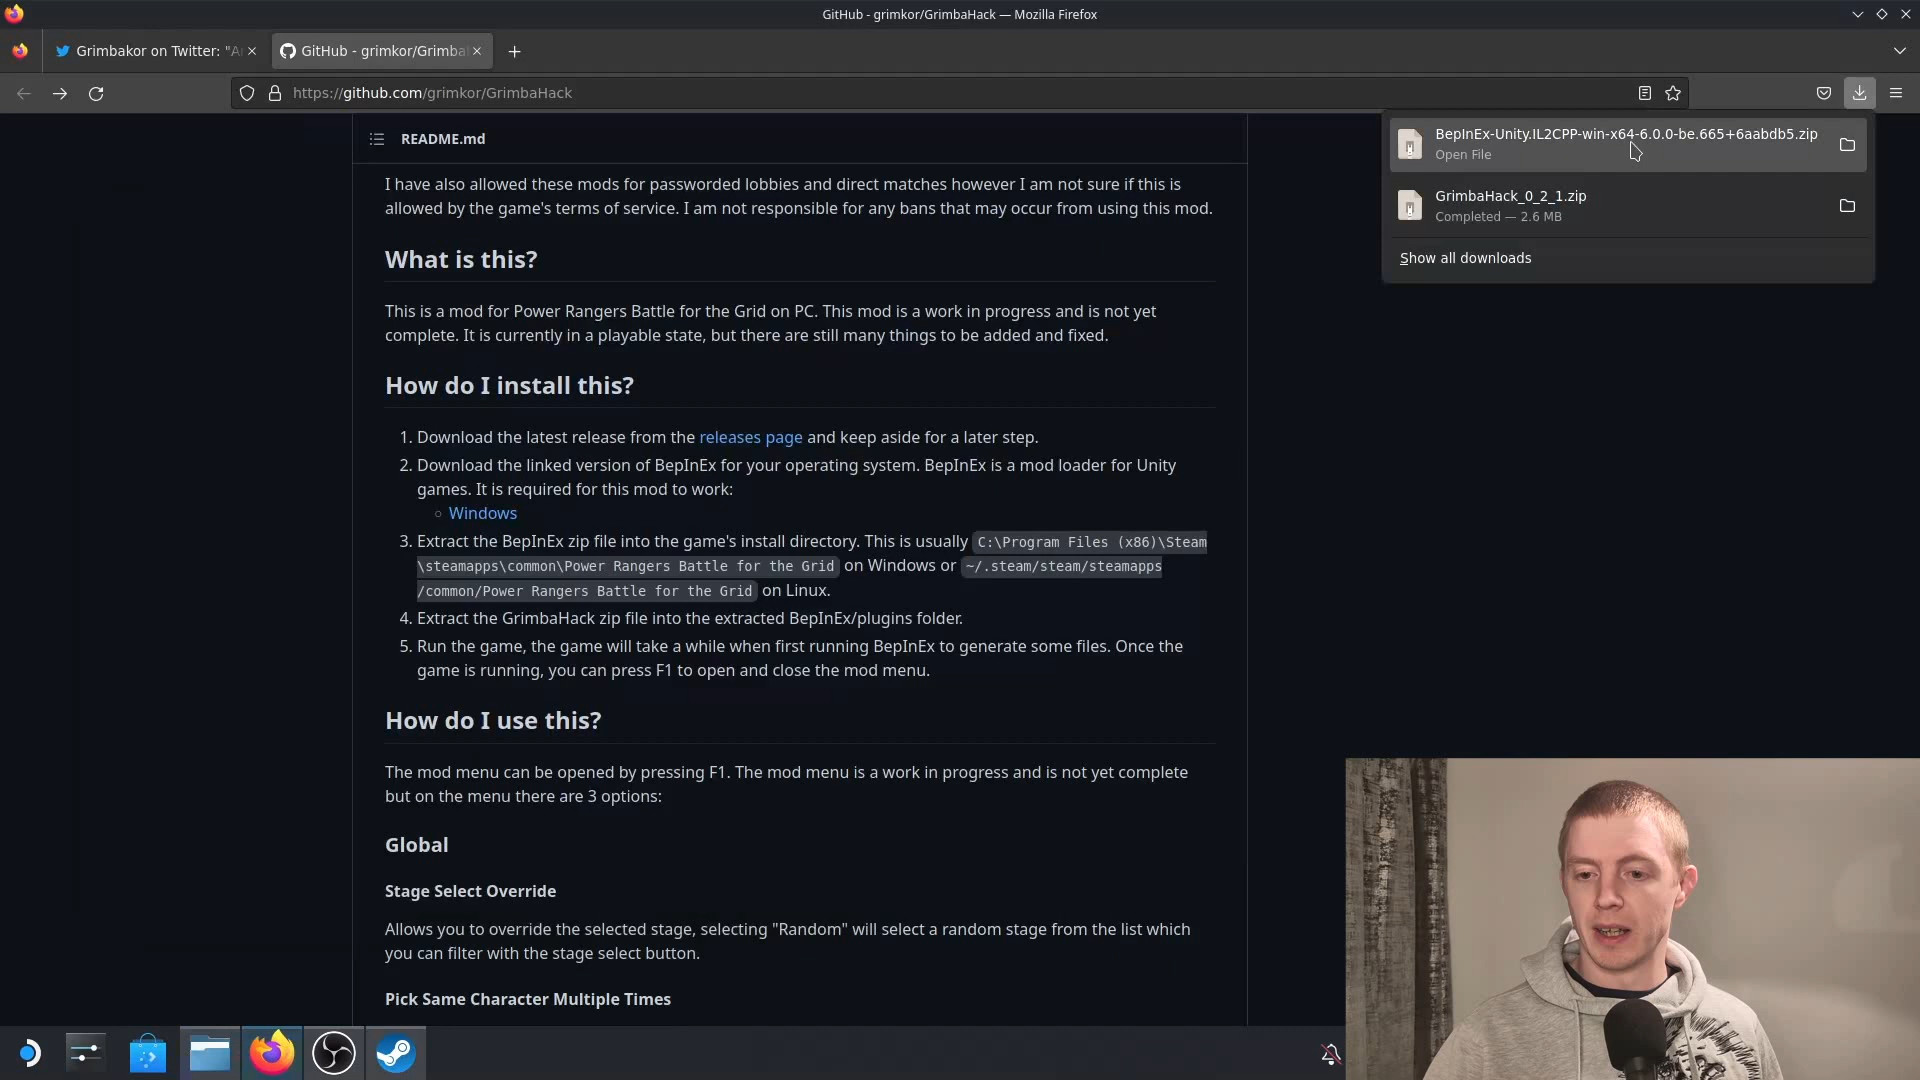 GitHub - grimkor/GrimbaHack — Mozilla Firefox
Grimbakor on Twitter: "A
GitHub - grimkor/Grimba
https://github.com/grimkor/GrimbaHack
BepInEx-Unity.IL2CPP-win-x64-6.0.0-be.665+6aabdb5.zip
Open File
GrimbaHack_0_2_1.zip
Completed — 2.6 MB
Show all downloads
README.md
I have also allowed these mods for passworded lobbies and direct matches however I am not sure if this is
allowed by the game's terms of service. I am not responsible for any bans that may occur from using this mod.
What is this?
This is a mod for Power Rangers Battle for the Grid on PC. This mod is a work in progress and is not yet
complete. It is currently in a playable state, but there are still many things to be added and fixed.
How do I install this?
1. Download the latest release from the releases page and keep aside for a later step.
2. Download the linked version of BepInEx for your operating system. BepInEx is a mod loader for Unity
games. It is required for this mod to work:
○ Windows
3. Extract the BepInEx zip file into the game's install directory. This is usually C:\Program Files (x86)\Steam
\steamapps\common\Power Rangers Battle for the Grid on Windows or ~/.steam/steam/steamapps
/common/Power Rangers Battle for the Grid on Linux.
4. Extract the GrimbaHack zip file into the extracted BepInEx/plugins folder.
5. Run the game, the game will take a while when first running BepInEx to generate some files. Once the
game is running, you can press F1 to open and close the mod menu.
How do I use this?
The mod menu can be opened by pressing F1. The mod menu is a work in progress and is not yet complete
but on the menu there are 3 options:
Global
Stage Select Override
Allows you to override the selected stage, selecting "Random" will select a random stage from the list which
you can filter with the stage select button.
Pick Same Character Multiple Times